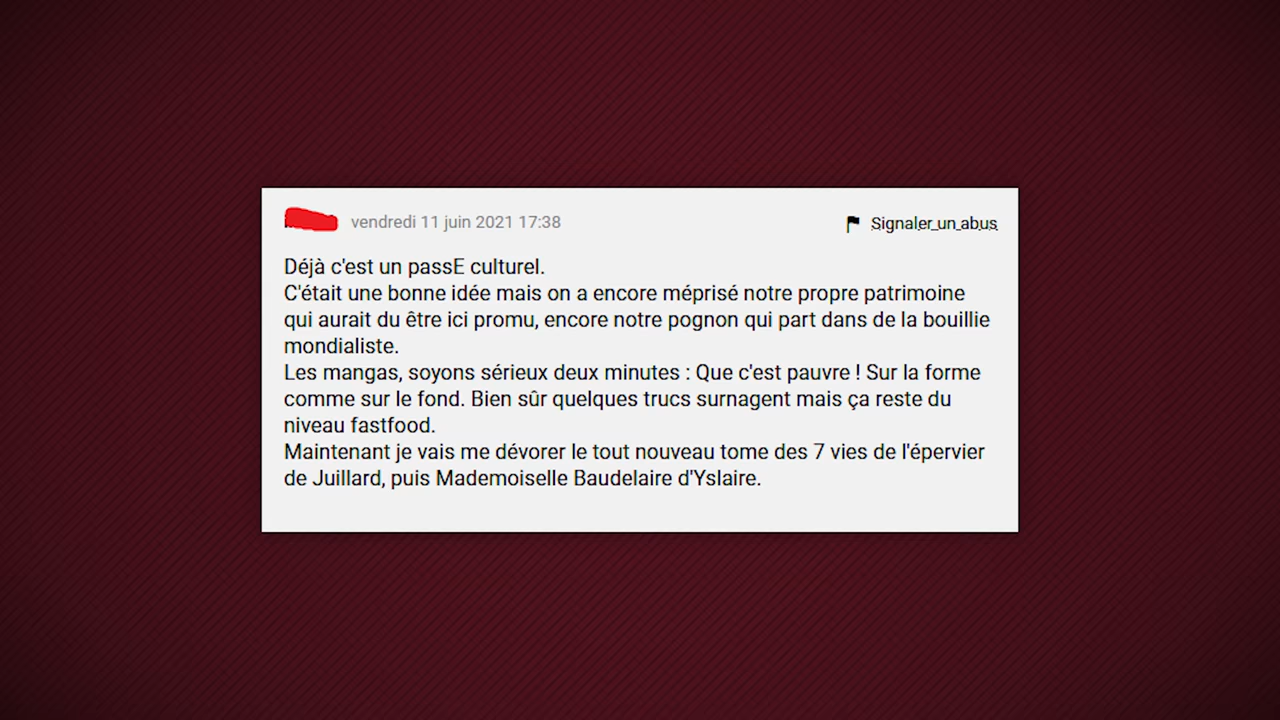 vendredi 11 juin 2021 17:38
Signaler un abus
Déjà c'est un passE culturel.
C'était une bonne idée mais on a encore méprisé notre propre patrimoine
qui aurait du être ici promu, encore notre pognon qui part dans de la bouillie
mondialiste.
Les mangas, soyons sérieux deux minutes : Que c'est pauvre ! Sur la forme
comme sur le fond. Bien sûr quelques trucs surnagent mais ça reste du
niveau fastfood.
Maintenant je vais me dévorer le tout nouveau tome des 7 vies de l'épervier
de Juillard, puis Mademoiselle Baudelaire d'Yslaire.